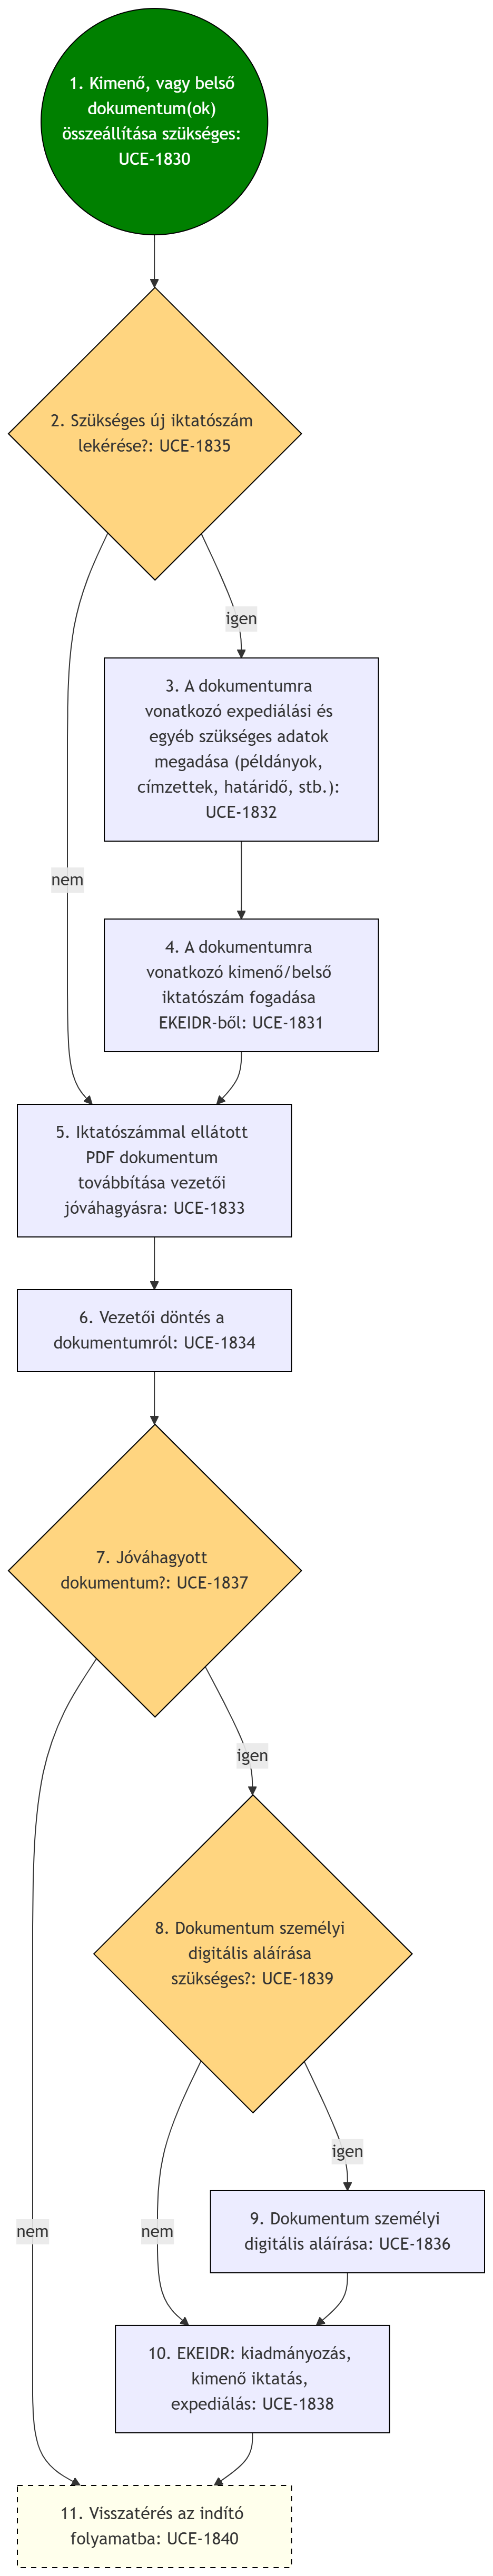 1. Kimenő, vagy belső
dokumentum(ok)
összeállítása szükséges:
UCE-1830
2. Szükséges új iktatószám
lekérése?: UCE-1835
igen
3. A dokumentumra
vonatkozó expediálási és
egyéb szükséges adatok
megadása (példányok,
címzettek, határidő, stb.):
UCE-1832
nem
4. A dokumentumra
vonatkozó kimenő/belső
iktatószám fogadása
EKEIDR-ből: UCE-1831
5. Iktatószámmal ellátott
PDF dokumentum
továbbítása vezetői
jóváhagyásra: UCE-1833
6. Vezetői döntés a
dokumentumról: UCE-1834
7. Jóváhagyott
dokumentum?: UCE-1837
igen
8. Dokumentum személyi
digitális aláírása
szükséges?: UCE-1839
igen
nem
nem
9. Dokumentum személyi
digitális aláírása: UCE-1836
10. EKEIDR: kiadmányozás,
kimenő iktatás,
expediálás: UCE-1838
11. Visszatérés az indító
folyamatba: UCE-1840